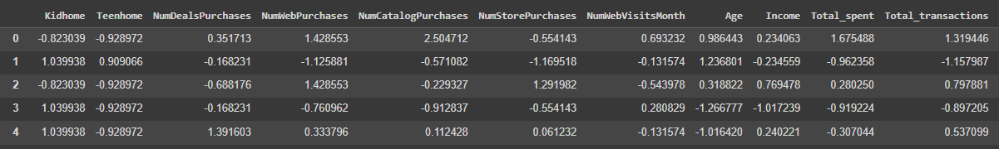 Kidhome Teenhome NumDealsPurchases NumWebPurchases NumCatalogPurchases NumStorePurchases NumWebVisitsMonth Age Income Total_spent Total_transactions
0 -0.823039 -0.928972 0.351713 1.428553 2.504712 -0.554143 0.693232 0.986443 0.234063 1.675488 1.319446
1 1.039938 0.909066 -0.168231 -1.125881 -0.571082 -1.169518 -0.131574 1.236801 -0.234559 -0.962358 -1.157987
2 -0.823039 -0.928972 -0.688176 1.428553 -0.229327 1.291982 -0.543978 0.318822 0.769478 0.280250 0.797881
3 1.039938 -0.928972 -0.168231 -0.760962 -0.912837 -0.554143 0.280829 -1.266777 -1.017239 -0.919224 -0.897205
4 1.039938 -0.928972 1.391603 0.333796 0.112428 0.061232 -0.131574 -1.016420 0.240221 -0.307044 0.537099